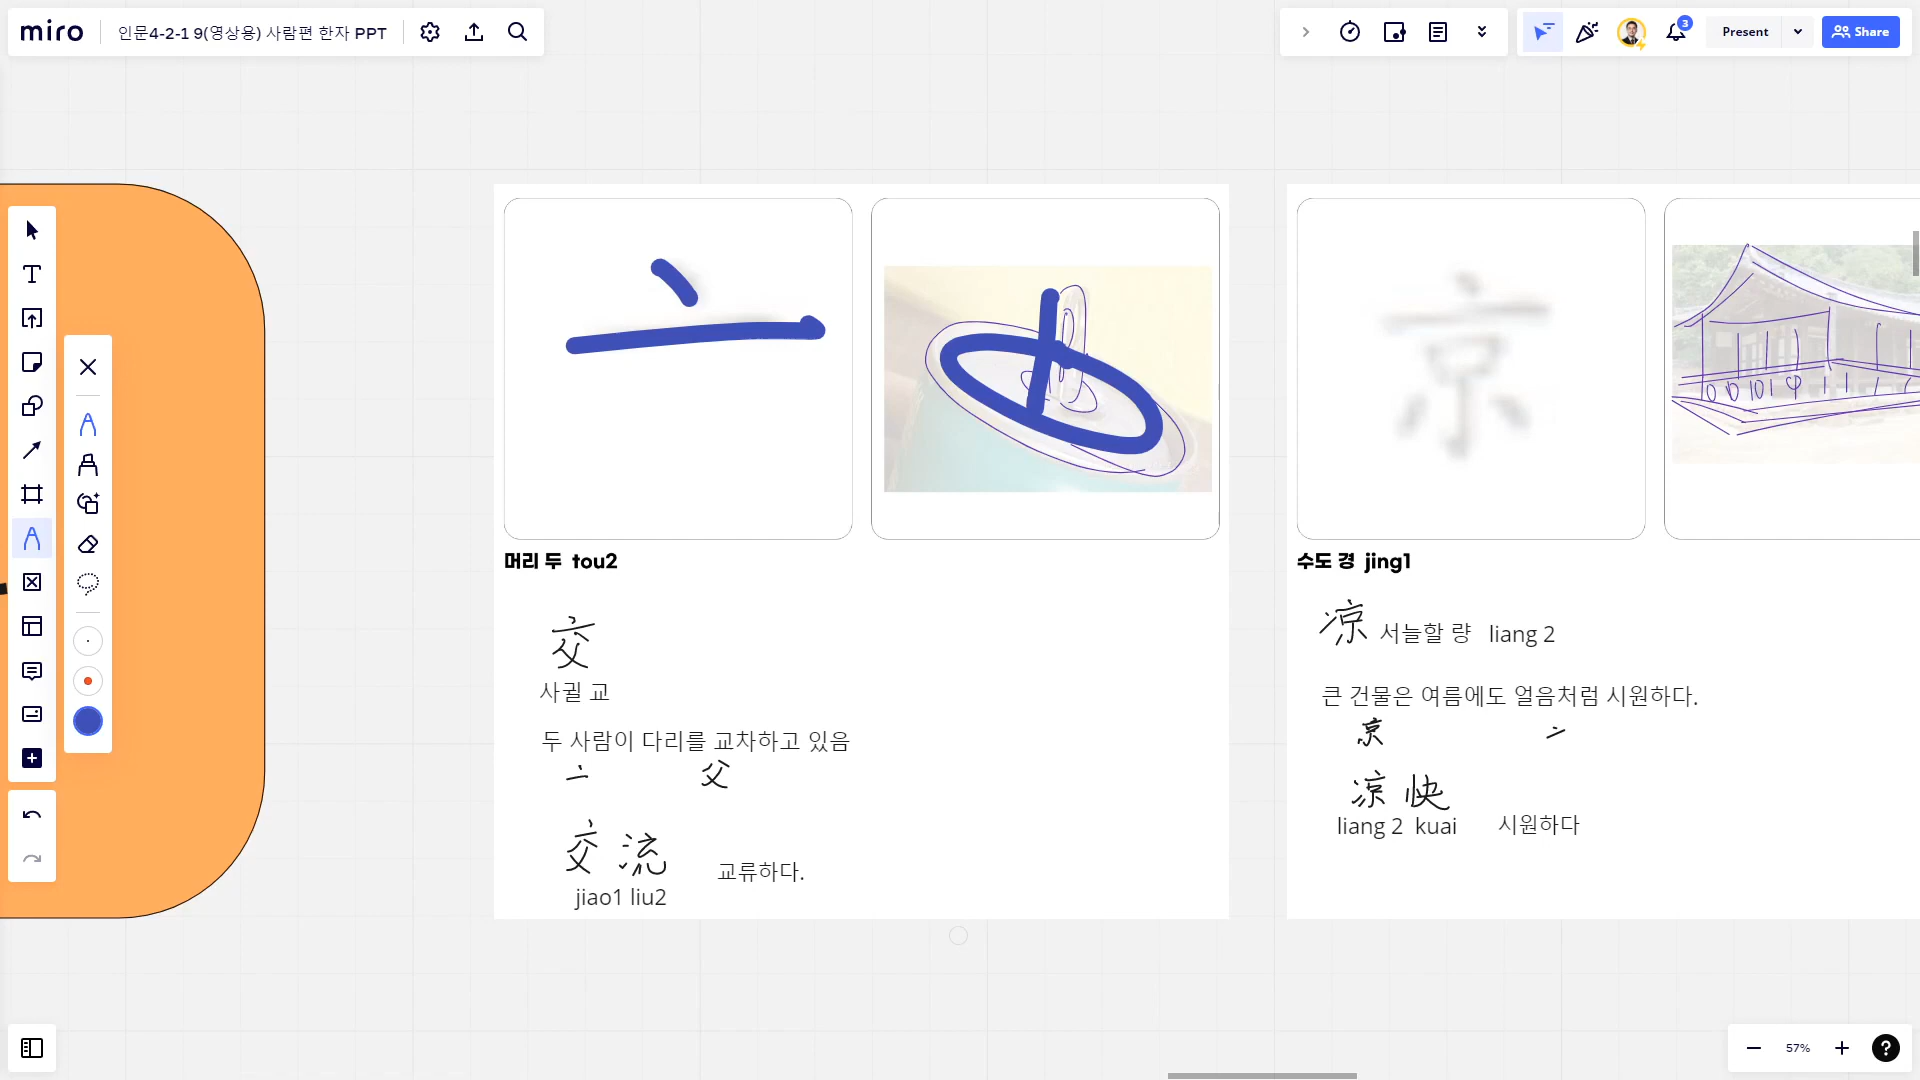 miro 인문4-2-1 9(영상용) 사람편 한자 PPT
3 Present Share
亠
京
머리 두 tou2
수도 경 jing1
交
사귈 교
凉 서늘할 량 liang 2
두 사람이 다리를 교차하고 있음
亠 父
큰 건물은 여름에도 얼음처럼 시원하다.
京 冫
交流 교류하다.
jiao1 liu2
凉快
liang 2 kuai 시원하다
57% ?